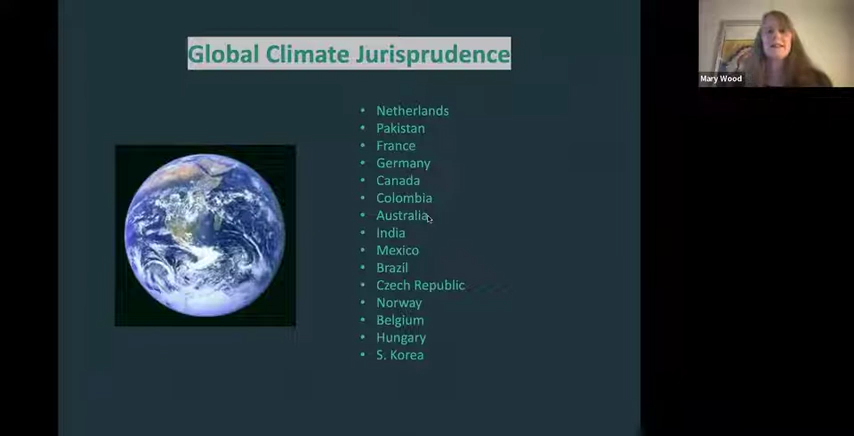 Global Climate Jurisprudence
Mary Wood
• Netherlands
• Pakistan
• France
• Germany
• Canada
• Colombia
• Australia
• India
• Mexico
• Brazil
• Czech Republic
• Norway
• Belgium
• Hungary
• S. Korea